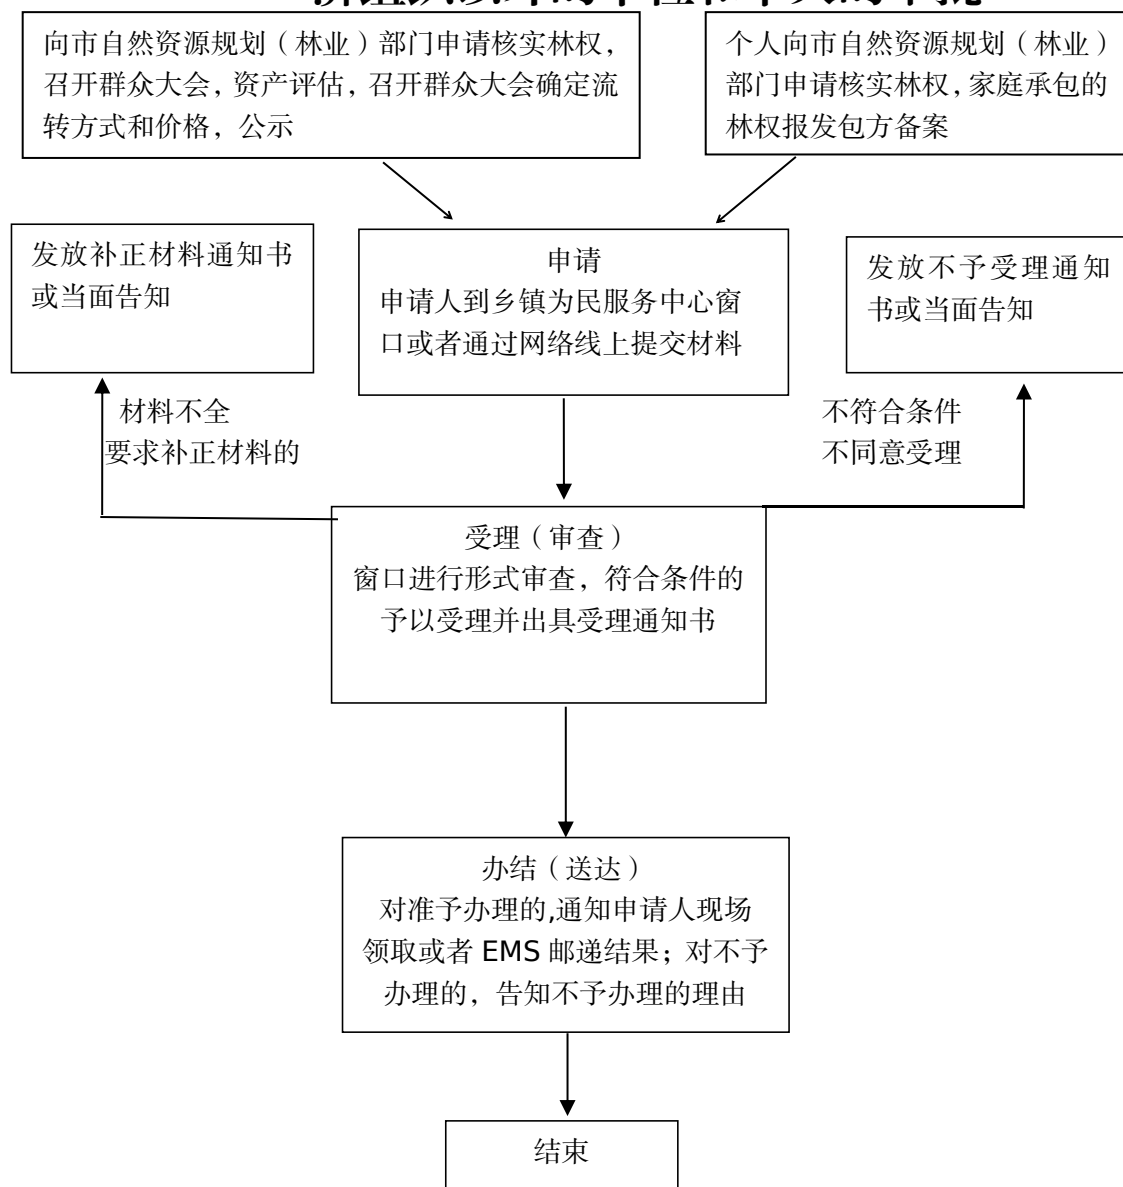 向市自然资源规划（林业）部门申请核实林权，
召开群众大会，资产评估，召开群众大会确定流
转方式和价格，公示
个人向市自然资源规划（林业）
部门申请核实林权，家庭承包的
林权报发包方备案
发放补正材料通知书
或当面告知
申请
申请人到乡镇为民服务中心窗
口或者通过网络线上提交材料
发放不予受理通知
书或当面告知
材料不全
要求补正材料的
不符合条件
不同意受理
受理（审查）
窗口进行形式审查，符合条件的
予以受理并出具受理通知书
办结（送达）
对准予办理的,通知申请人现场
领取或者 EMS 邮递结果；对不予
办理的，告知不予办理的理由
结束